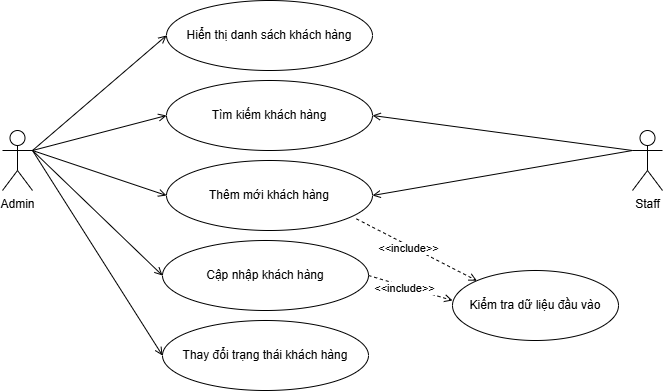 Hiển thị danh sách khách hàng
Tìm kiếm khách hàng
Admin
Staff
Thêm mới khách hàng
<<include>>
Cập nhập khách hàng
<<include>>
Kiểm tra dữ liệu đầu vào
Thay đổi trạng thái khách hàng